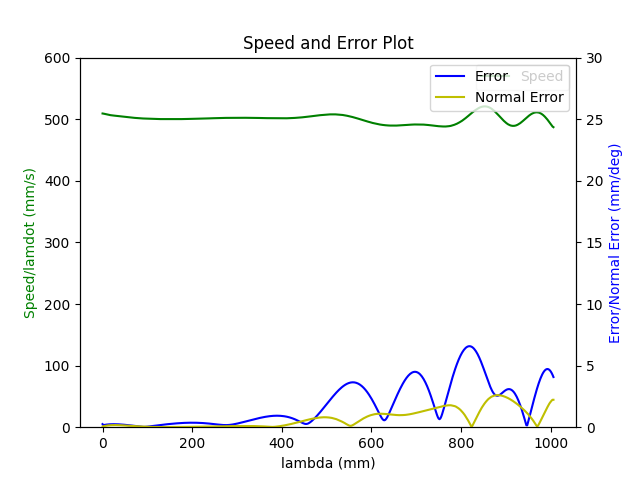 Speed and Error Plot
600
500
400
300
200
100
0
Speed/lamdot (mm/s)
30
25
20
15
10
5
0
Error/Normal Error (mm/deg)
Error
Speed
Normal Error
0
200
400
600
800
1000
lambda (mm)